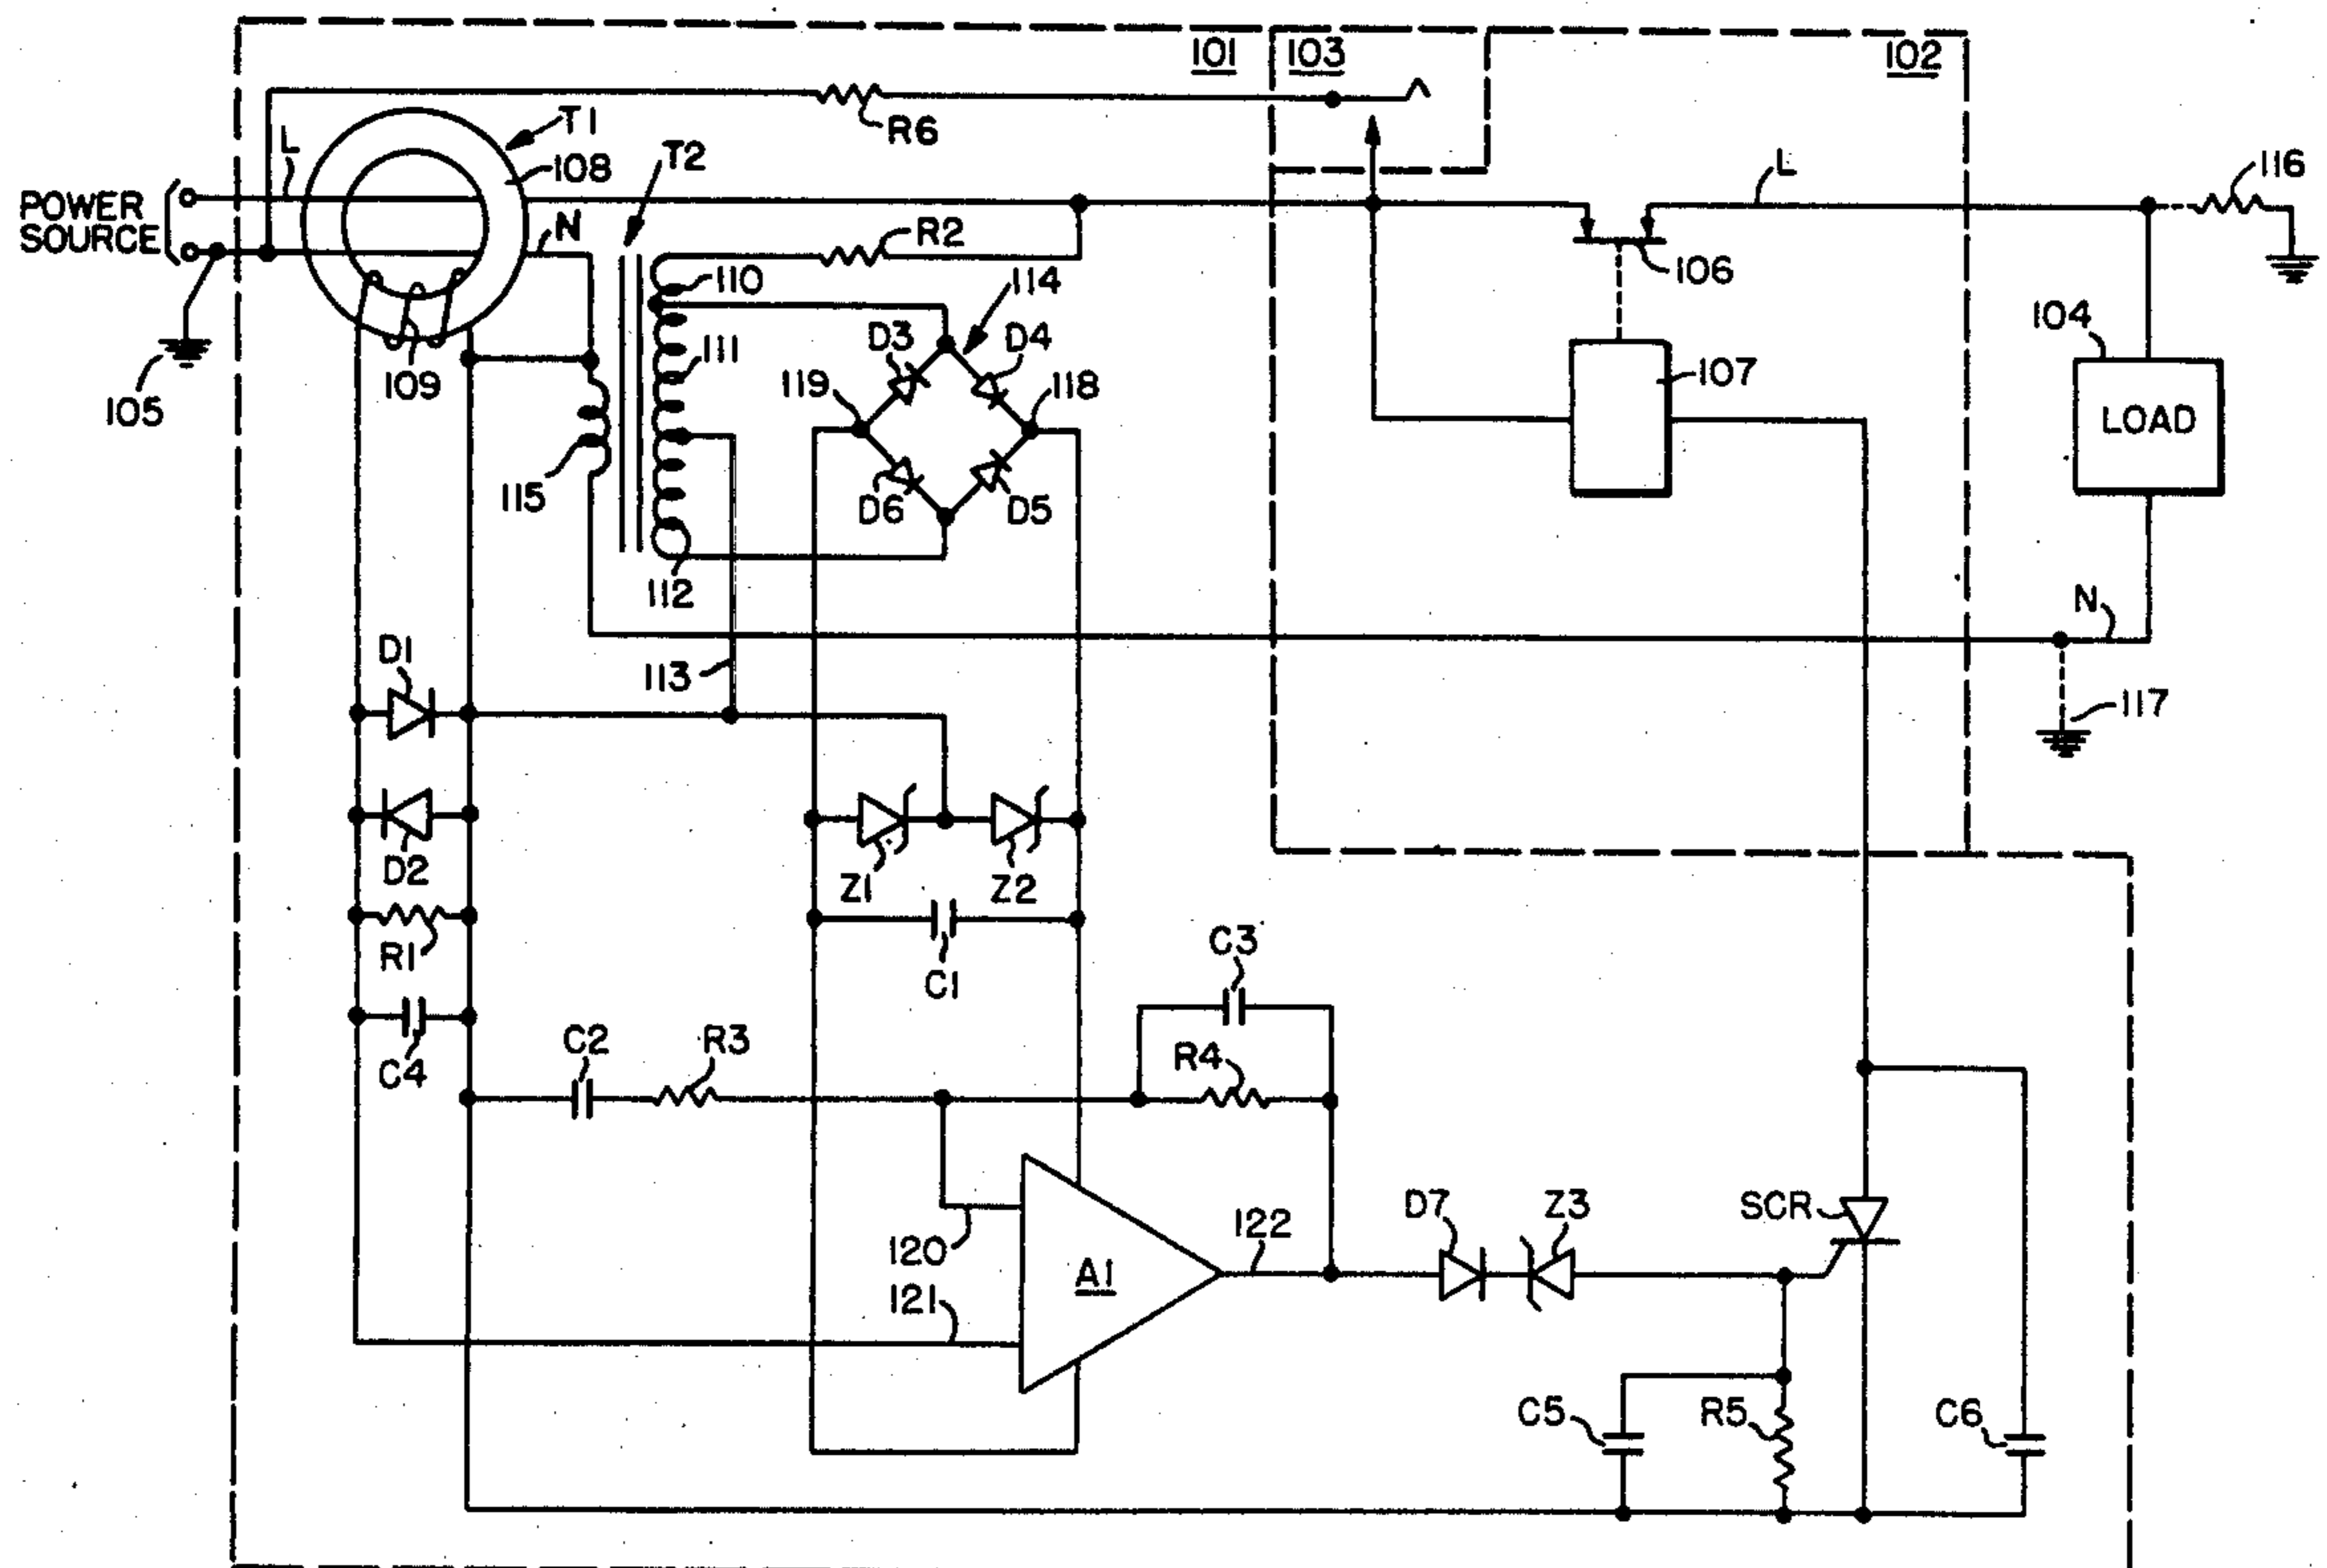 101
103
102
R6
L
T1
108
T2
L
116
POWER
SOURCE
N
R2
110
114
106
D3
D4
111
104
105
109
119
118
107
LOAD
115
D6
D5
112
N
D1
113
117
D2
Z1
Z2
R1
C1
C3
C4
C2
R3
R4
120
A1
122
D7
Z3
SCR
121
C5
R5
C6